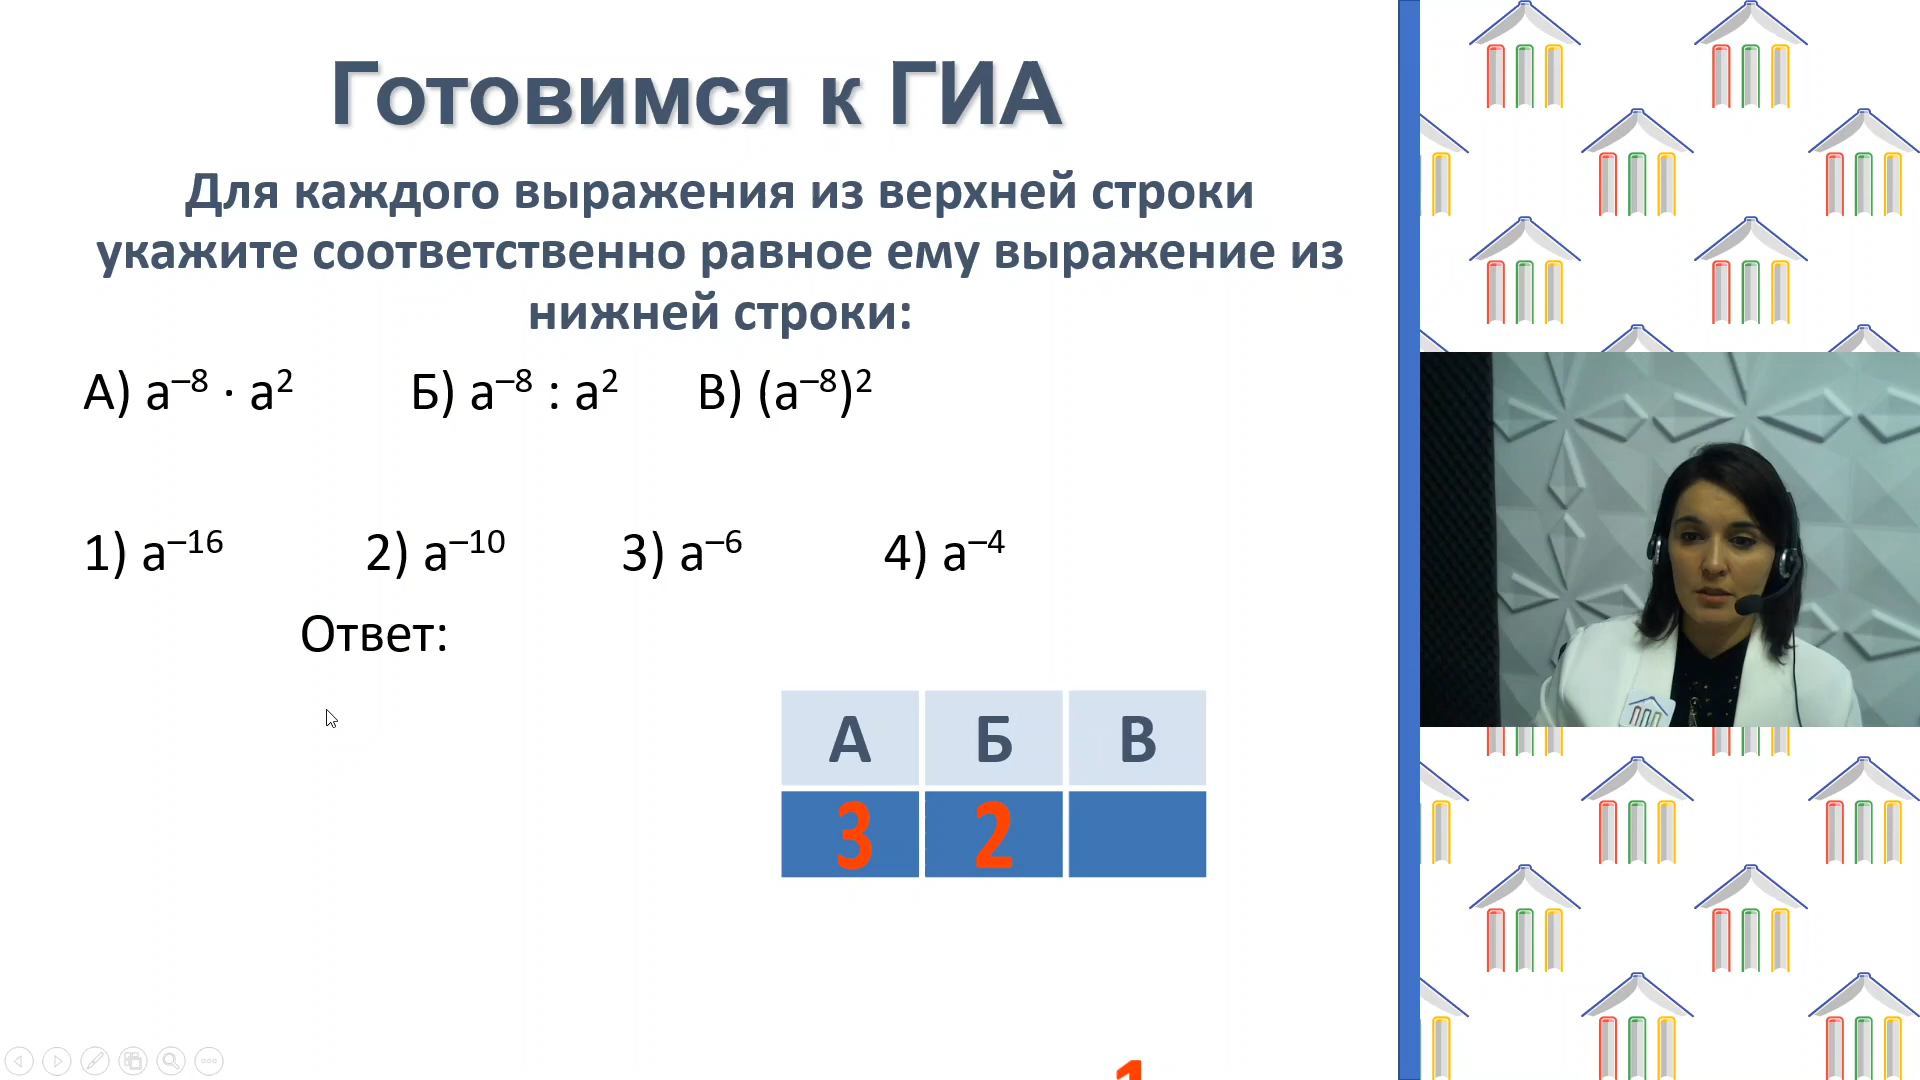 Готовимся к ГИА
Для каждого выражения из верхней строки
укажите соответственно равное ему выражение из
нижней строки:
А) a⁻⁸ · a² Б) a⁻⁸ : a² В) (a⁻⁸)²
1) a⁻¹⁶ 2) a⁻¹⁰ 3) a⁻⁶ 4) a⁻⁴
Ответ:
А Б В
3 2
1